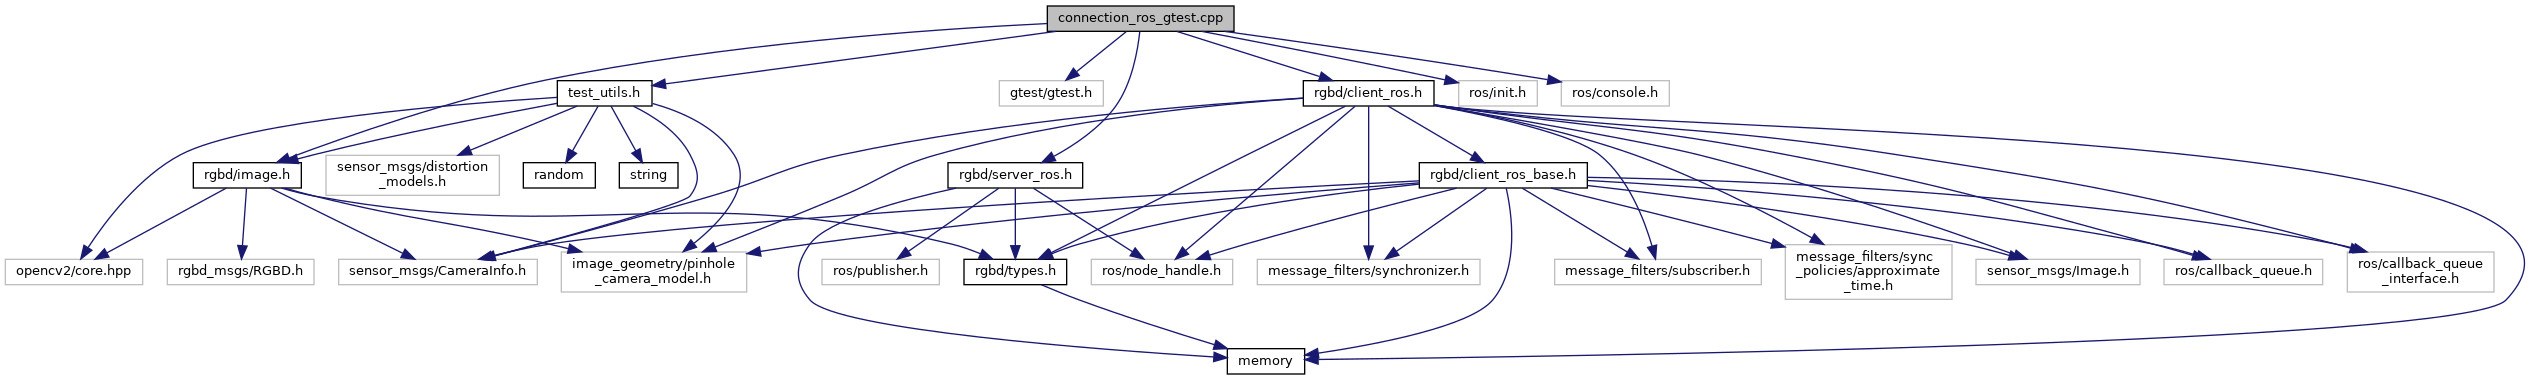 connection_ros_gtest.cpp
test_utils.h
gtest/gtest.h
rgbd/client_ros.h
ros/init.h
ros/console.h
rgbd/image.h
sensor_msgs/distortion
_models.h
random
string
rgbd/server_ros.h
rgbd/client_ros_base.h
opencv2/core.hpp
rgbd_msgs/RGBD.h
sensor_msgs/CameraInfo.h
image_geometry/pinhole
_camera_model.h
ros/publisher.h
rgbd/types.h
ros/node_handle.h
message_filters/synchronizer.h
message_filters/subscriber.h
message_filters/sync
_policies/approximate
_time.h
sensor_msgs/Image.h
ros/callback_queue.h
ros/callback_queue
_interface.h
memory